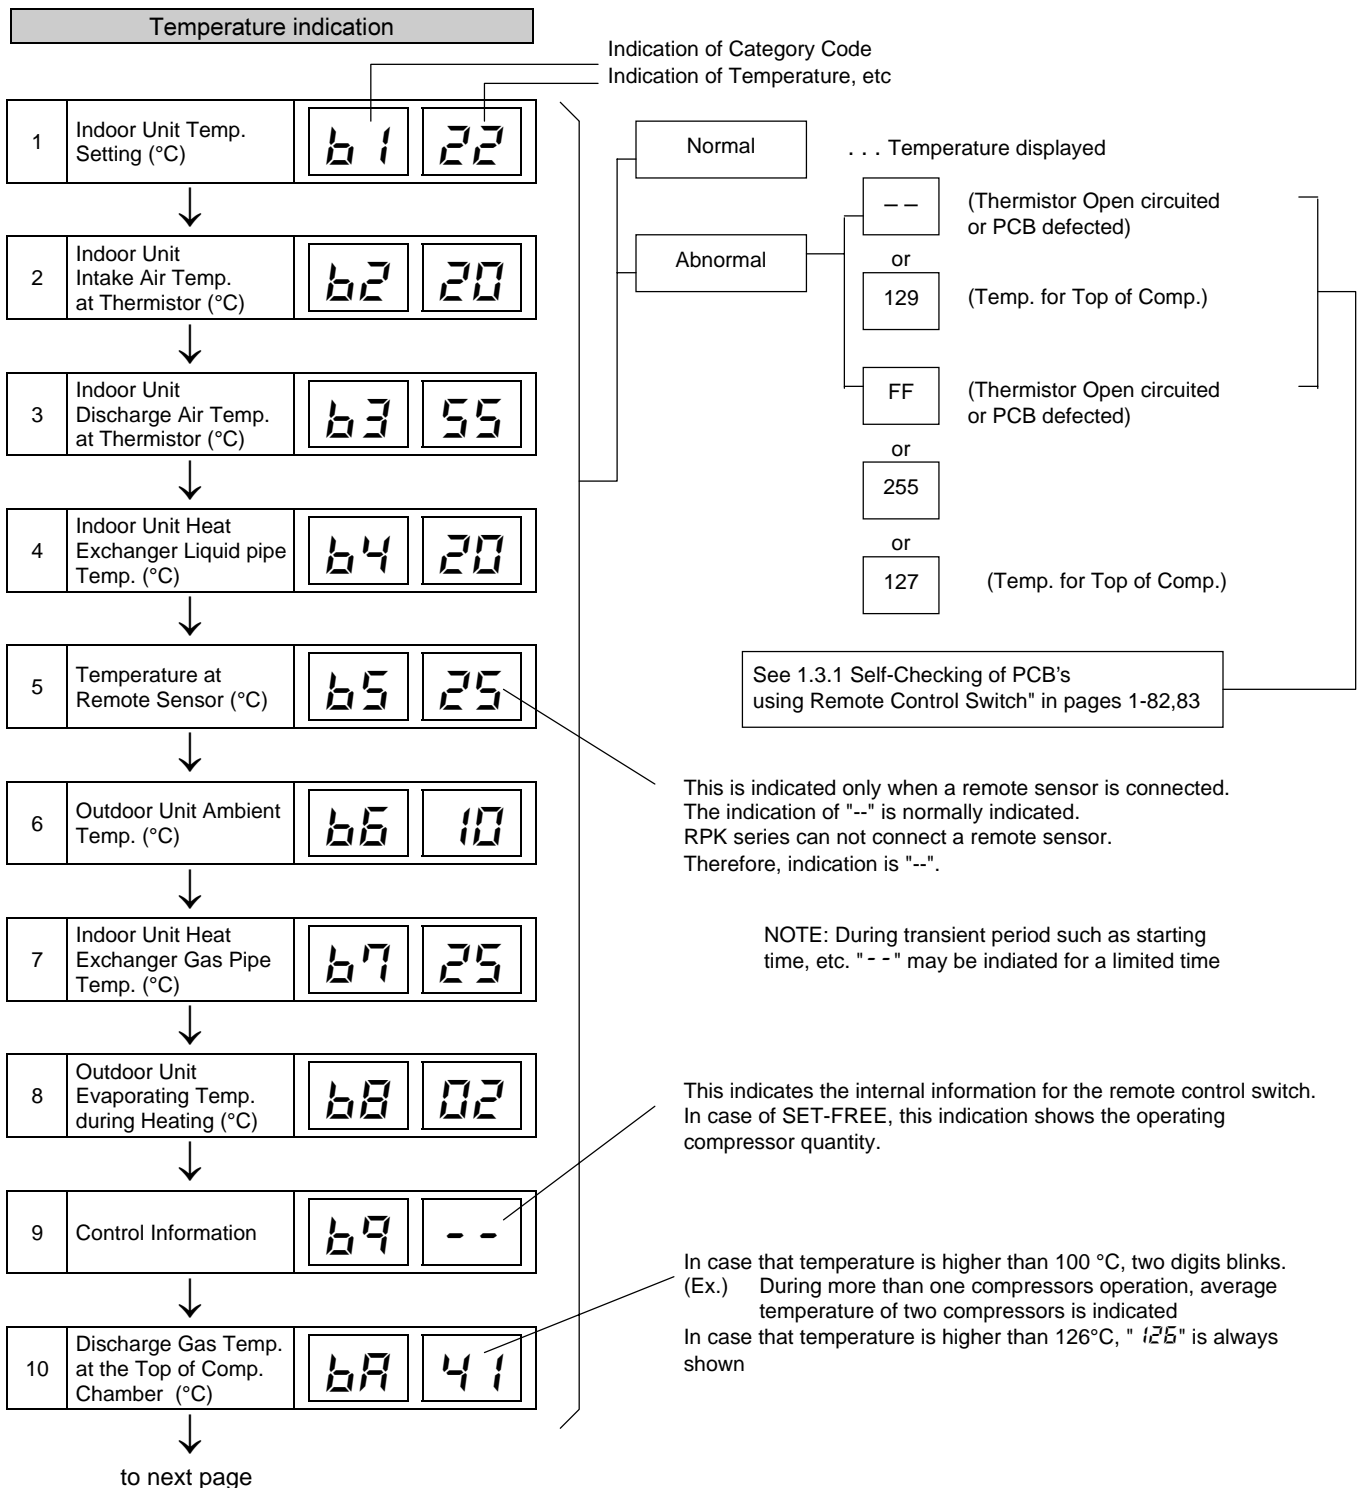 Temperature indication
Indication of Category Code
Indication of Temperature, etc
1
Indoor Unit Temp.
Setting (°C)
b1
22
2
Indoor Unit
Intake Air Temp.
at Thermistor (°C)
b2
20
3
Indoor Unit
Discharge Air Temp.
at Thermistor (°C)
b3
55
4
Indoor Unit Heat
Exchanger Liquid pipe
Temp. (°C)
b4
20
5
Temperature at
Remote Sensor (°C)
b5
25
6
Outdoor Unit Ambient
Temp. (°C)
b6
10
7
Indoor Unit Heat
Exchanger Gas Pipe
Temp. (°C)
b7
25
8
Outdoor Unit
Evaporating Temp.
during Heating (°C)
b8
02
9
Control Information
b9
- -
10
Discharge Gas Temp.
at the Top of Comp.
Chamber (°C)
bA
41
to next page
Normal
. . . Temperature displayed
Abnormal
– –
(Thermistor Open circuited
or PCB defected)
or
129
(Temp. for Top of Comp.)
FF
(Thermistor Open circuited
or PCB defected)
or
255
or
127
(Temp. for Top of Comp.)
See 1.3.1 Self-Checking of PCB's
using Remote Control Switch" in pages 1-82,83
This is indicated only when a remote sensor is connected.
The indication of "--" is normally indicated.
RPK series can not connect a remote sensor.
Therefore, indication is "--".
NOTE: During transient period such as starting
time, etc. "- -" may be indiated for a limited time
This indicates the internal information for the remote control switch.
In case of SET-FREE, this indication shows the operating
compressor quantity.
In case that temperature is higher than 100 °C, two digits blinks.
(Ex.) During more than one compressors operation, average
temperature of two compressors is indicated
In case that temperature is higher than 126°C, " 126" is always
shown